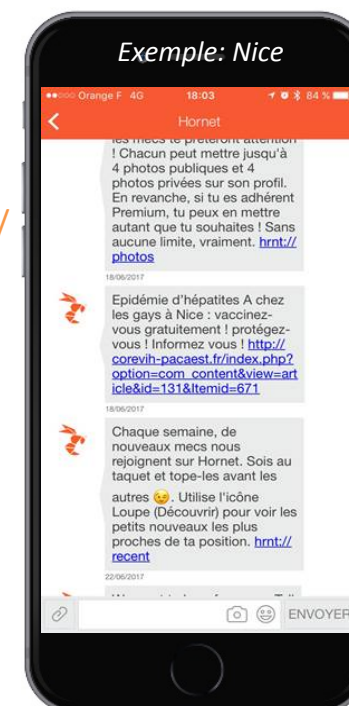 Exemple: Nice
Orange F 4G 18:03 84 %
Hornet
les mecs te prêteront attention
! Chacun peut mettre jusqu'à
4 photos publiques et 4
photos privées sur son profil.
En revanche, si tu es adhérent
Premium, tu peux en mettre
autant que tu souhaites ! Sans
aucune limite, vraiment. hrnt://
photos
18/06/2017
Epidémie d'hépatites A chez
les gays à Nice : vaccinez-
vous gratuitement ! protégez-
vous ! Informez vous ! http://
corevih-pacaest.fr/index.php?
option=com_content&view=art
icle&id=131&Itemid=671
18/06/2017
Chaque semaine, de
nouveaux mecs nous
rejoignent sur Hornet. Sois au
taquet et tope-les avant les
autres 😉. Utilise l'icône
Loupe (Découvrir) pour voir les
petits nouveaux les plus
proches de ta position. hrnt://
recent
22/06/2017
ENVOYER